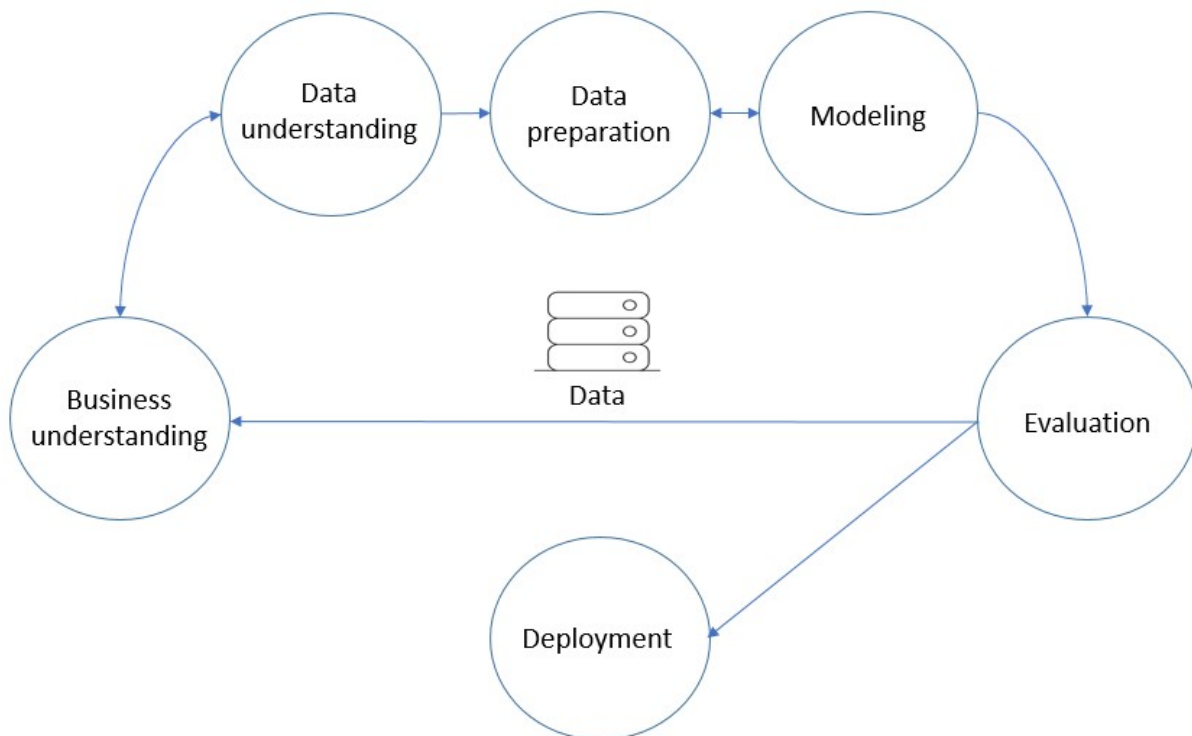 Data
understanding
Data
preparation
Modeling
Data
Business
understanding
Evaluation
Deployment